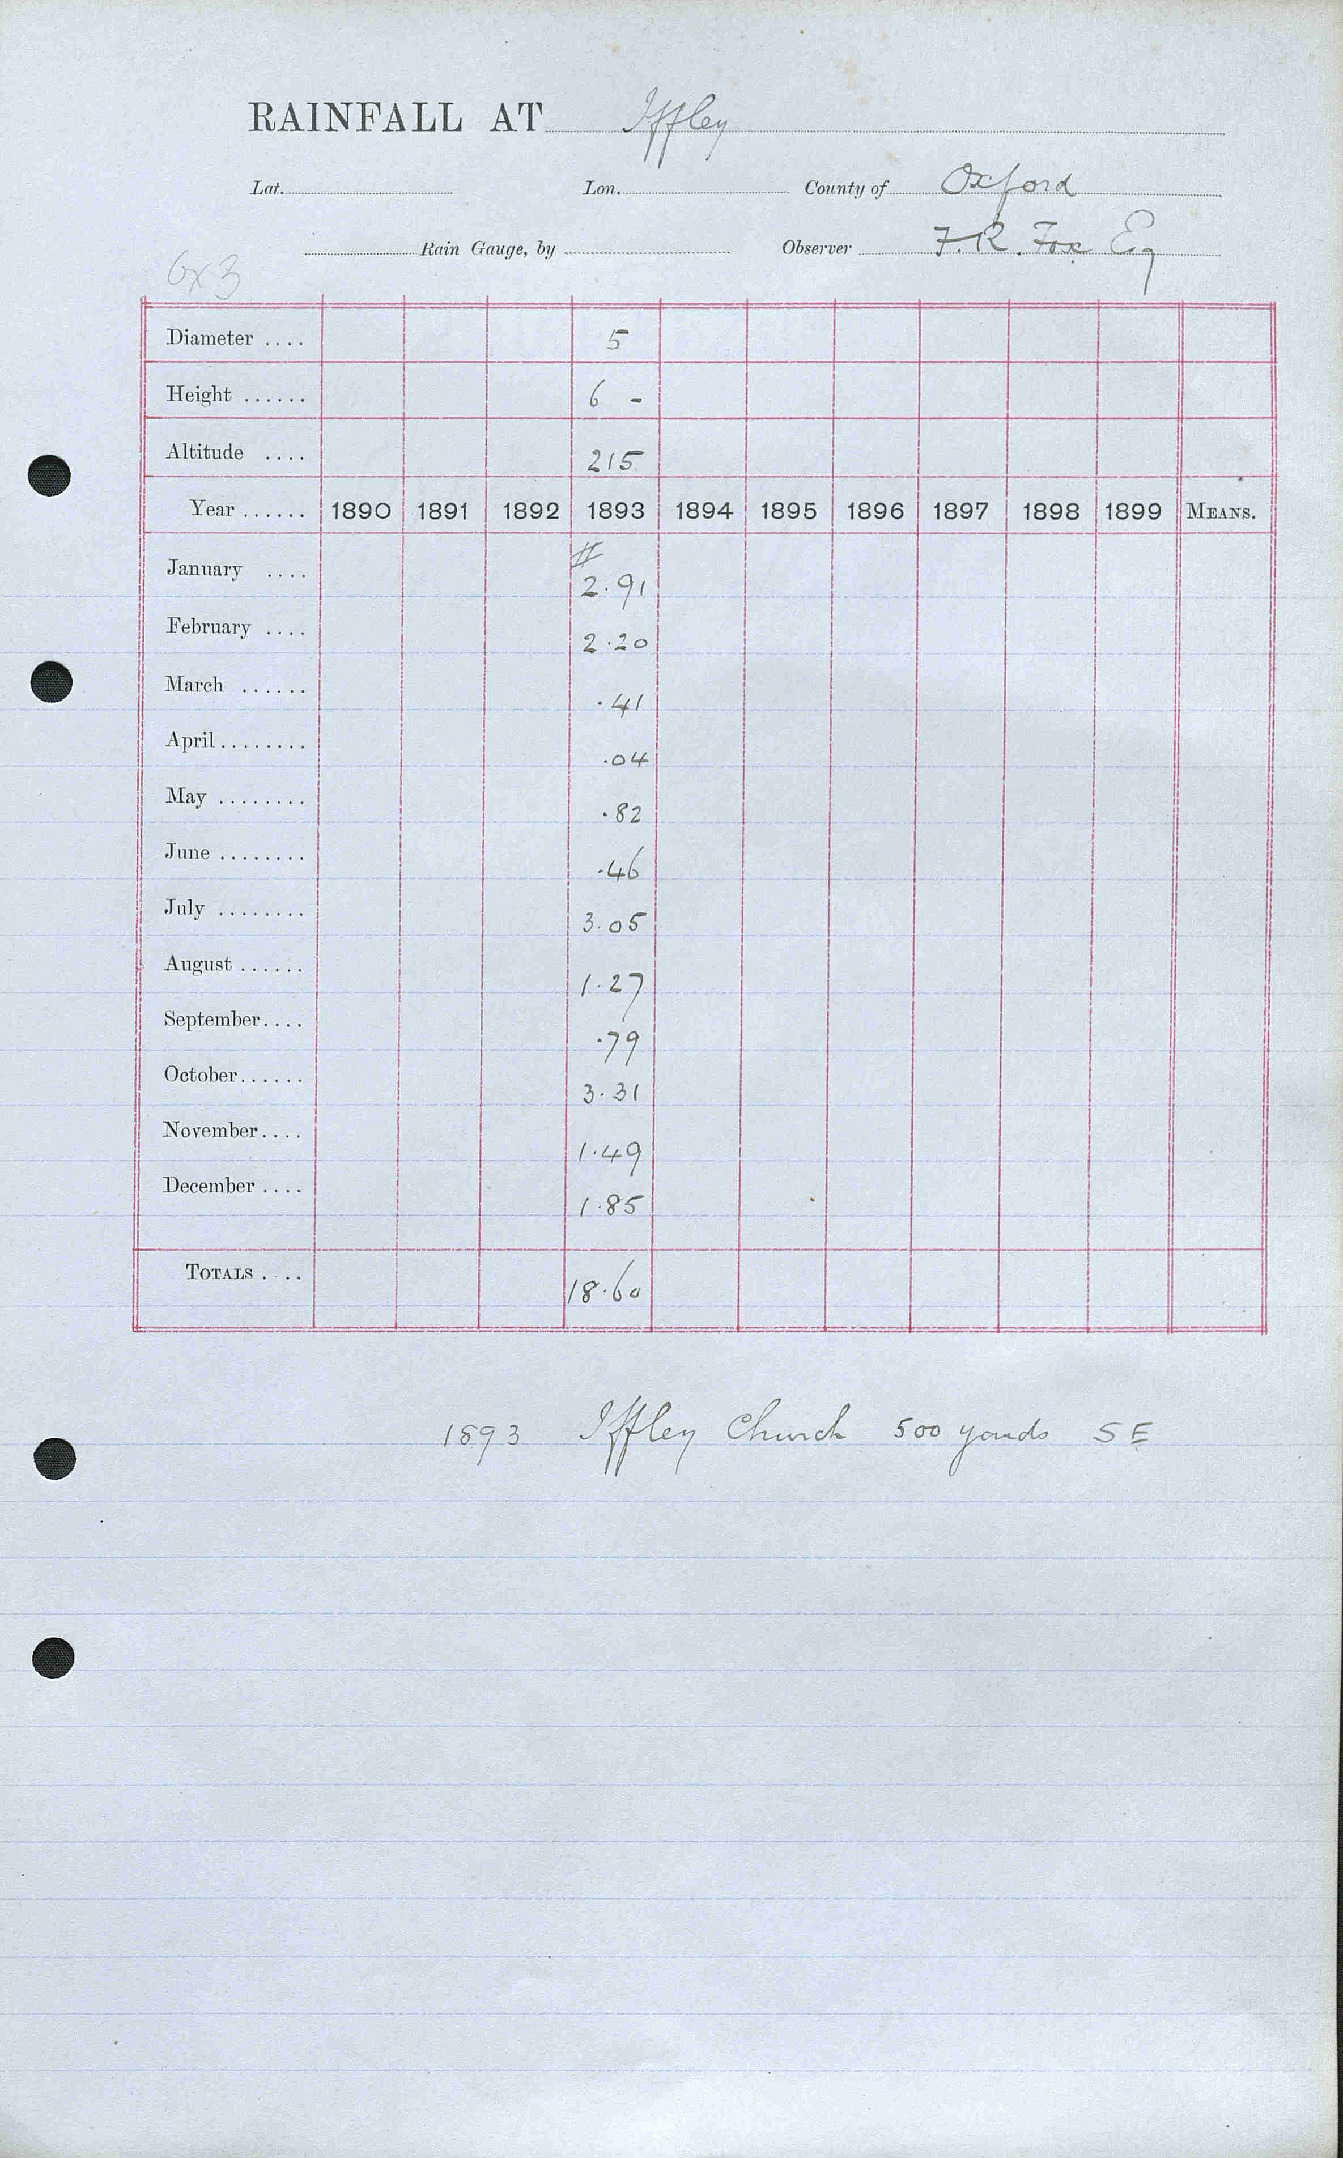 RAINFALL AT Iffley
Lat. Lon. County of Oxford
Rain Gauge, by Observer F.R. Fox Esq
Ox 3
Diameter .... 5
Height ...... 6 -
Altitude .... 215
Year ...... 1890 1891 1892 1893 1894 1895 1896 1897 1898 1899 MEANS.
#
January .... 2.91
February .... 2.20
March ...... .41
April ........ .04
May ........ .82
June ........ .46
July ........ 3.05
August ...... 1.27
September .... .79
October ...... 3.31
November .... 1.49
December .... 1.85
TOTALS .... 18.60
1893 Iffley Church 500 yards SE